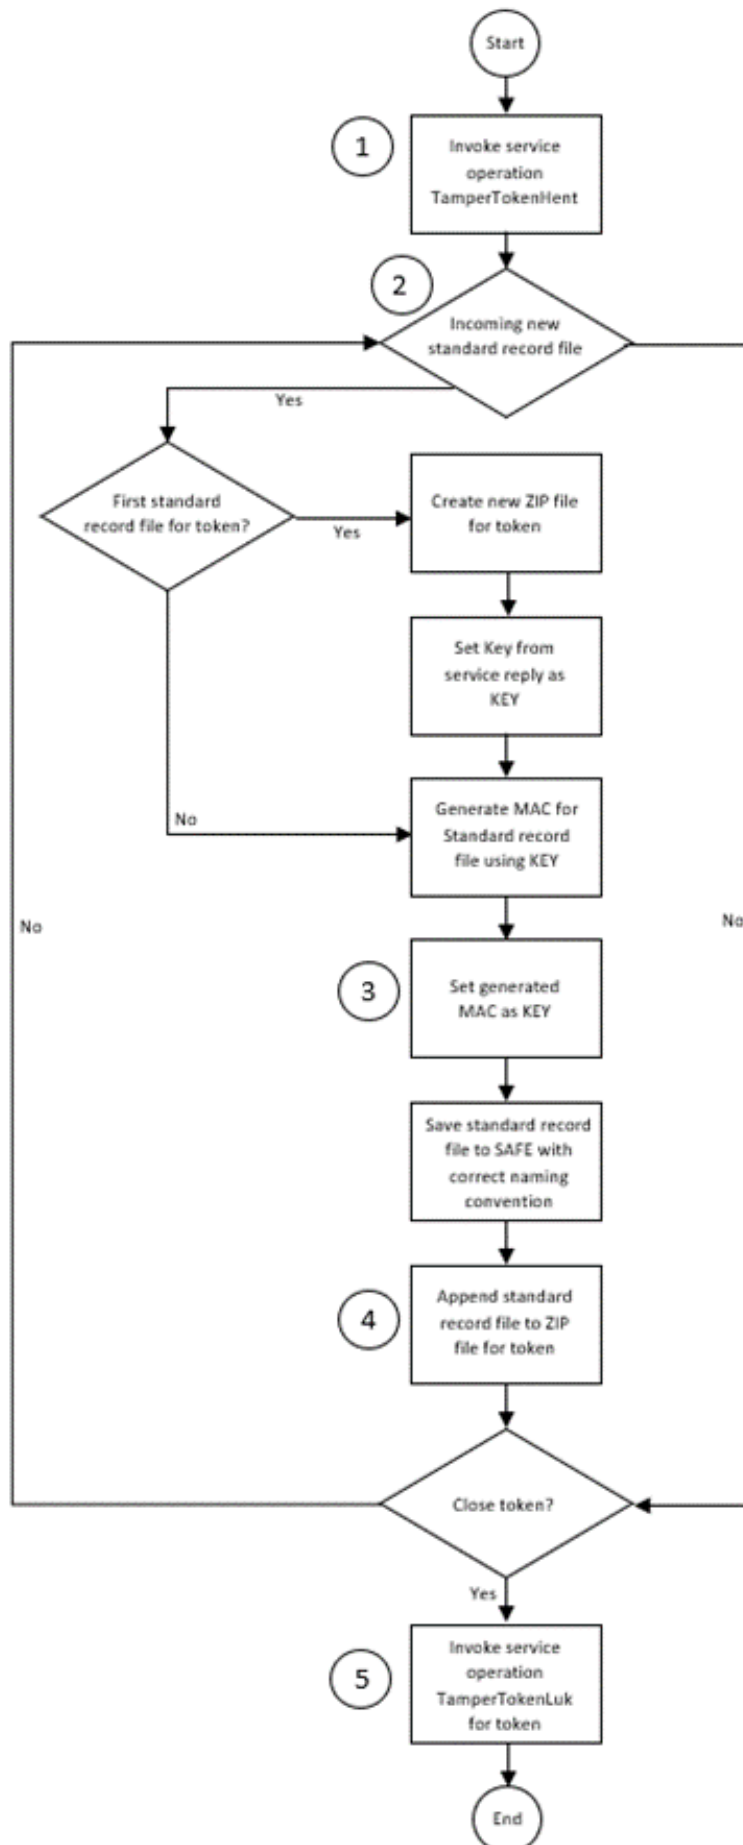 Start
1
Invoke service
operation
TamperTokenHent
2
Incoming new
standard record file
Yes
First standard
record file for token?
Yes
Create new ZIP file
for token
Set Key from
service reply as
KEY
No
Generate MAC for
Standard record
file using KEY
No
No
3
Set generated
MAC as KEY
Save standard record
file to SAFE with
correct naming
convention
4
Append standard
record file to ZIP
file for token
Close token?
Yes
5
Invoke service
operation
TamperTokenLuk
for token
End